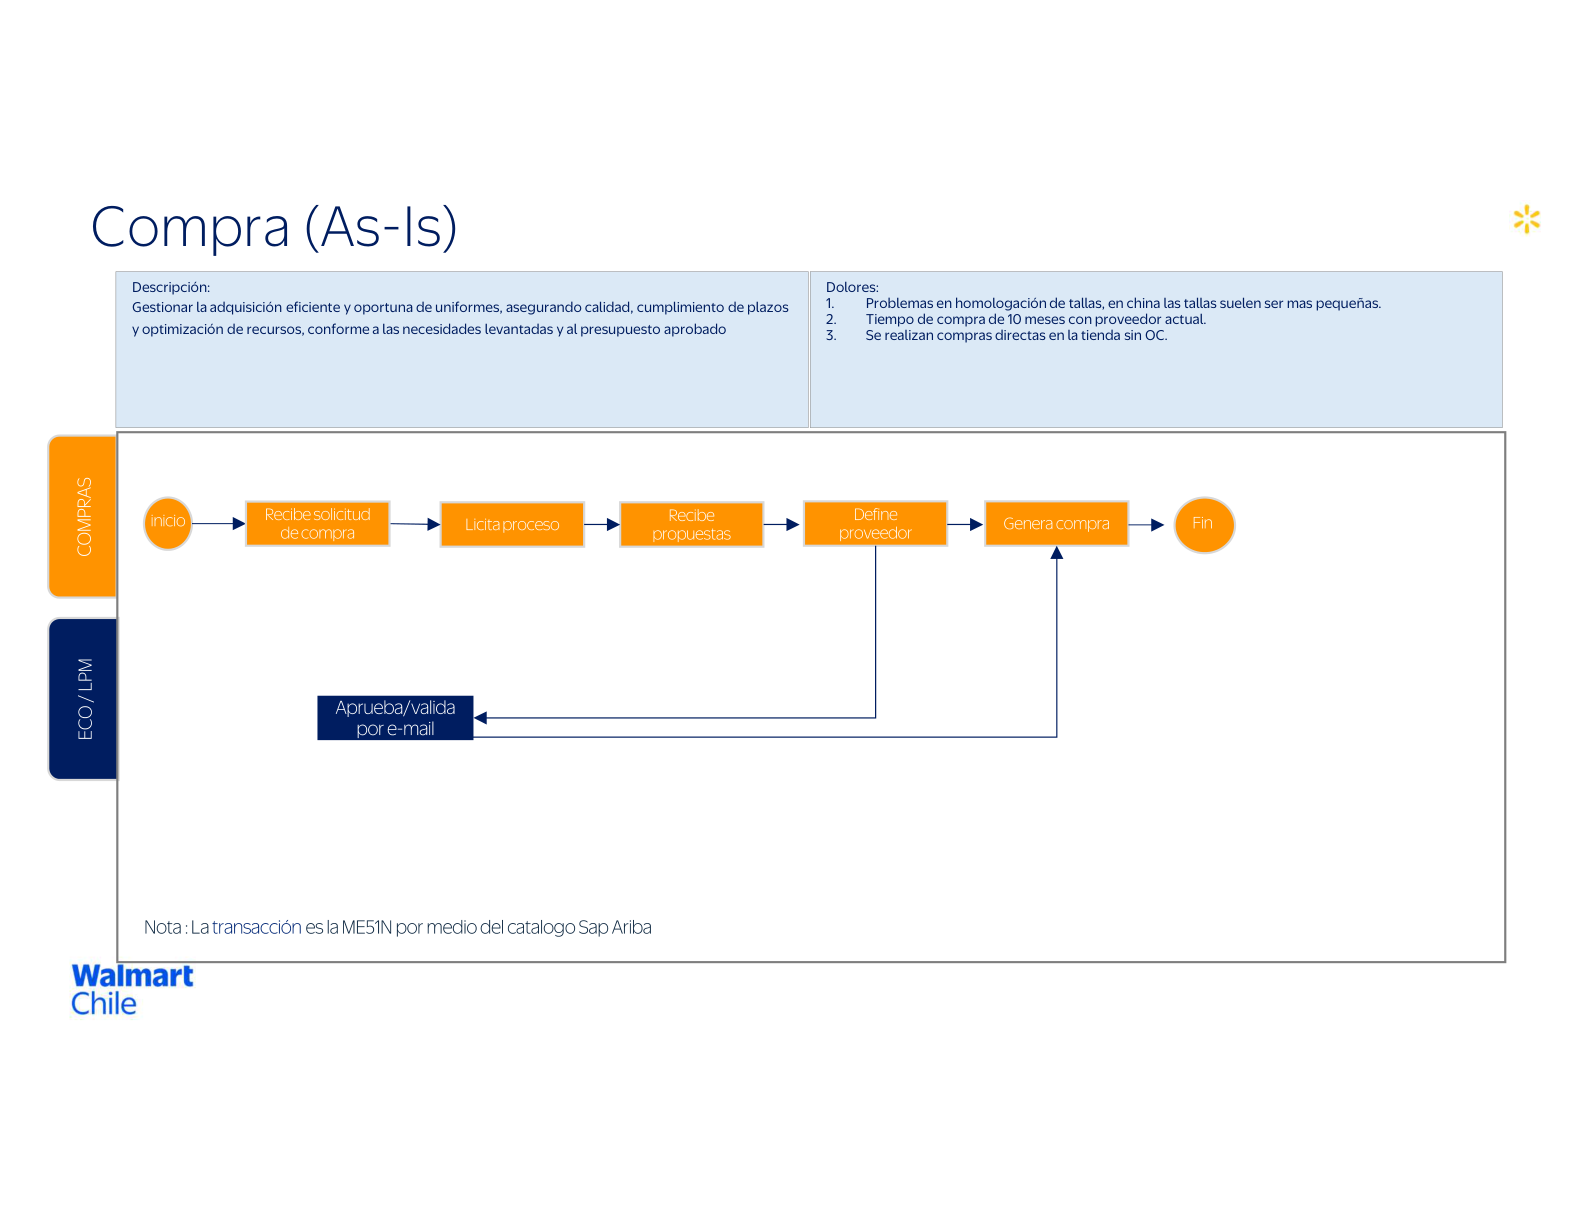 Compra (As-Is)
Descripción:
Gestionar la adquisición eficiente y oportuna de uniformes, asegurando calidad, cumplimiento de plazos
y optimización de recursos, conforme a las necesidades levantadas y al presupuesto aprobado
Dolores:
1. Problemas en homologación de tallas, en china las tallas suelen ser mas pequeñas.
2. Tiempo de compra de 10 meses con proveedor actual.
3. Se realizan compras directas en la tienda sin OC.
COMPRAS
inicio
Recibe solicitud
de compra
Licita proceso
Recibe
propuestas
Define
proveedor
Genera compra
Fin
ECO / LPM
Aprueba/valida
por e-mail
Nota : La transacción es la ME51N por medio del catalogo Sap Ariba
Walmart
Chile